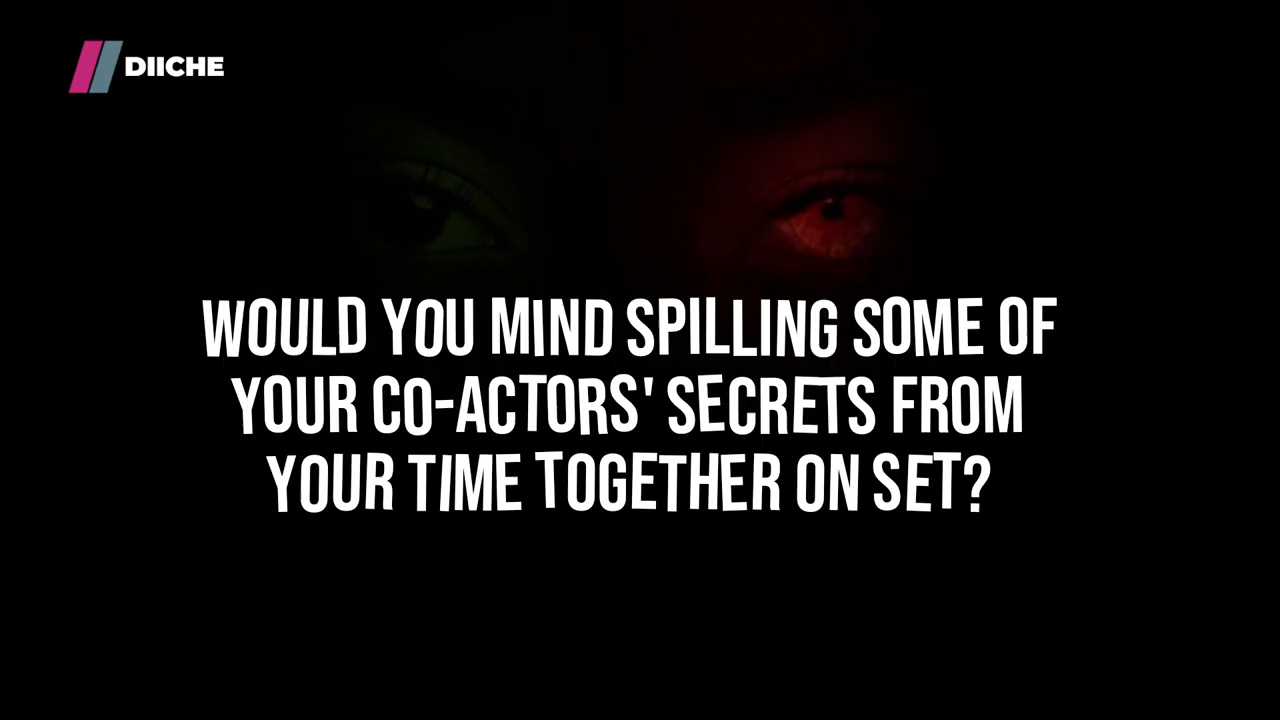 DIICHE
WOULD YOU MIND SPILLING SOME OF
YOUR CO-ACTORS' SECRETS FROM
YOUR TIME TOGETHER ON SET?